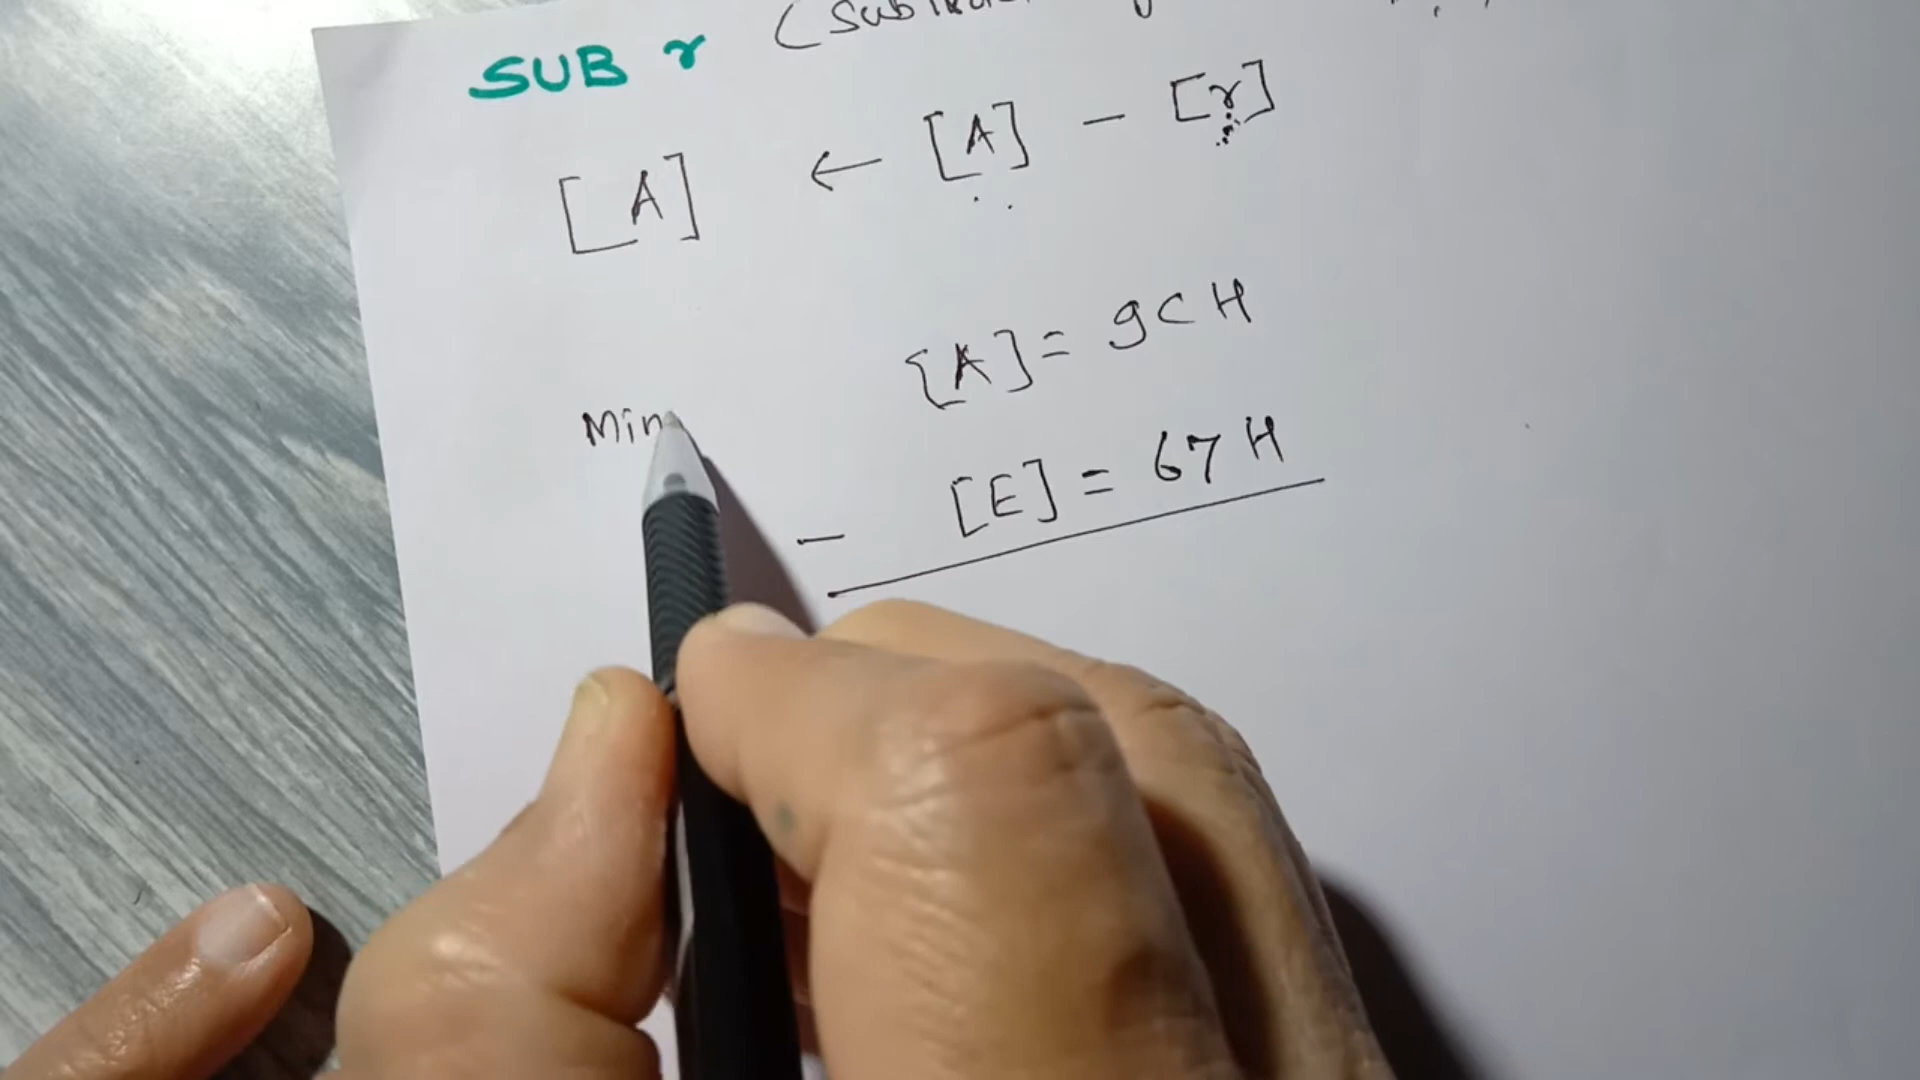 SUB r
[A] ← [A] - [r]
[A] = 9CH
Min
- [E] = 67H